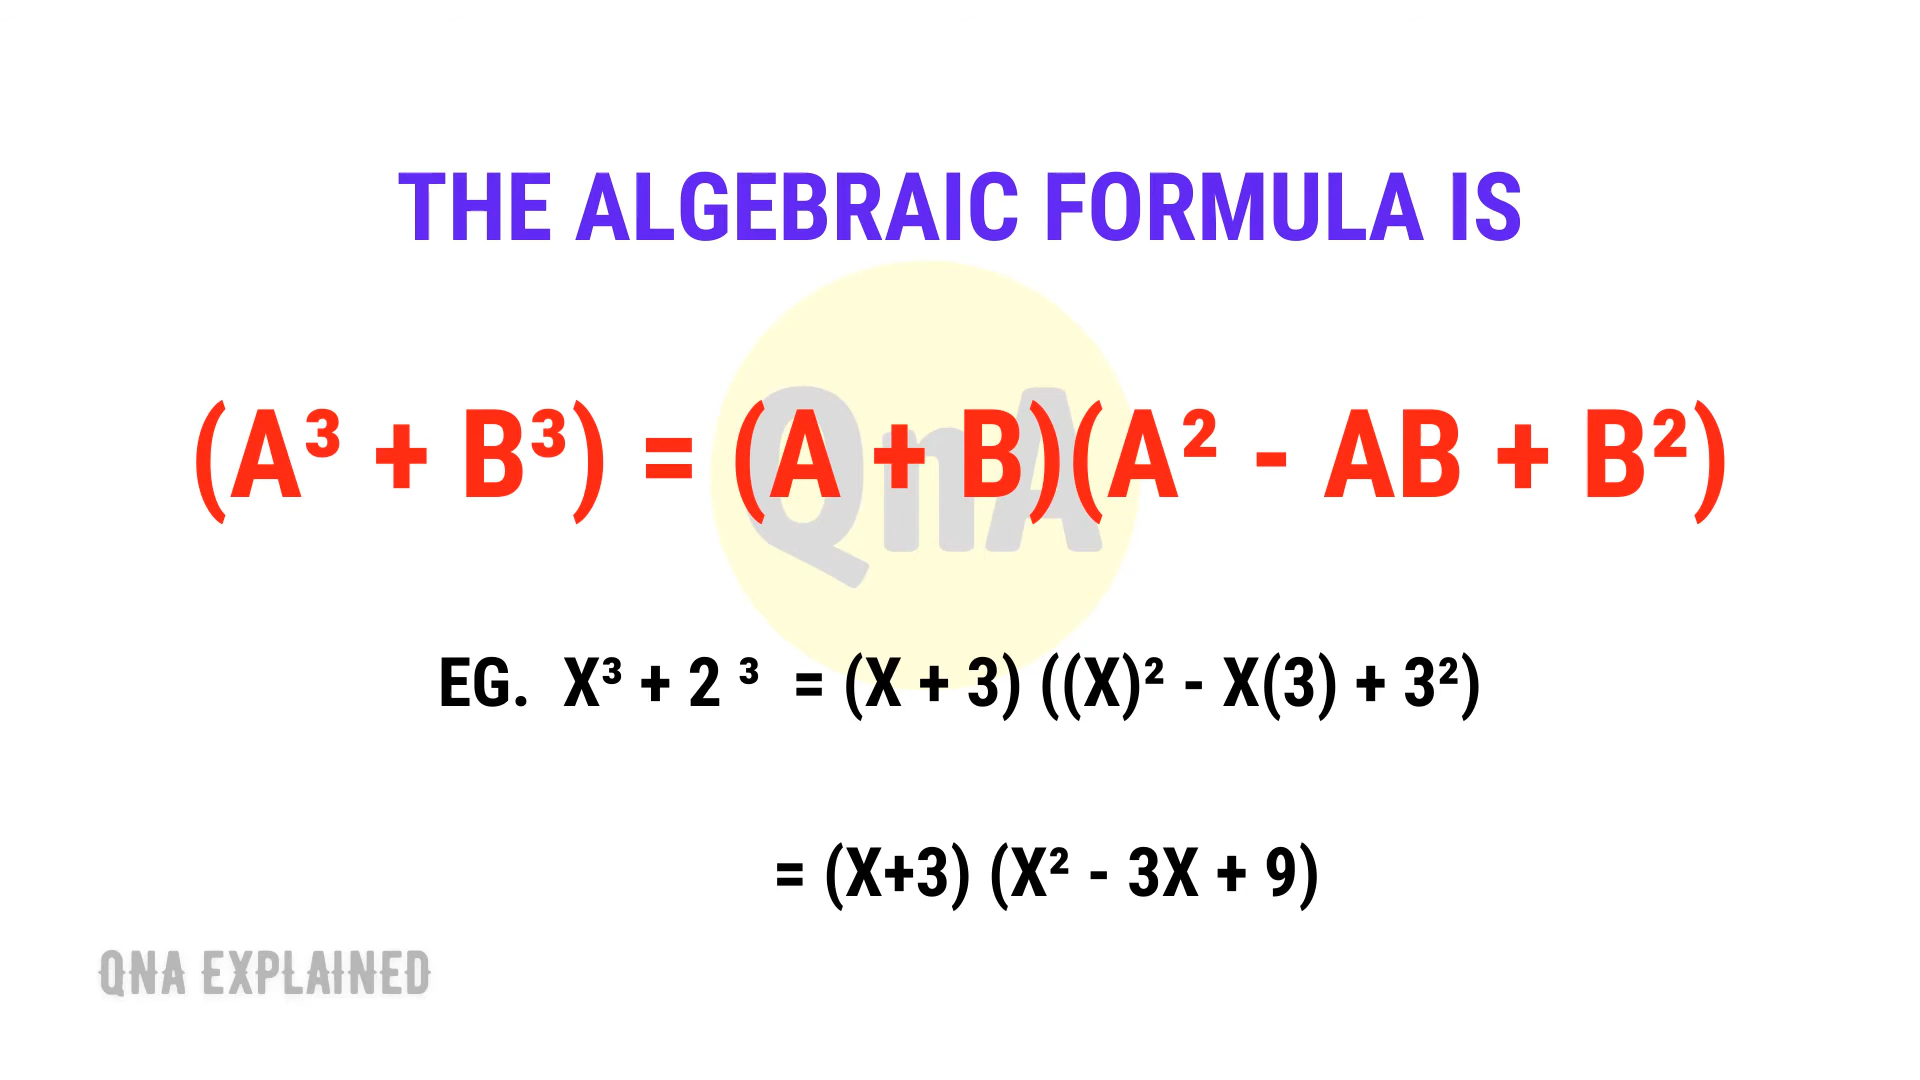 THE ALGEBRAIC FORMULA IS
QnA
(A³ + B³) = (A + B)(A² - AB + B²)
EG. X³ + 2 ³ = (X + 3) ((X)² - X(3) + 3²)
= (X+3) (X² - 3X + 9)
QNA EXPLAINED